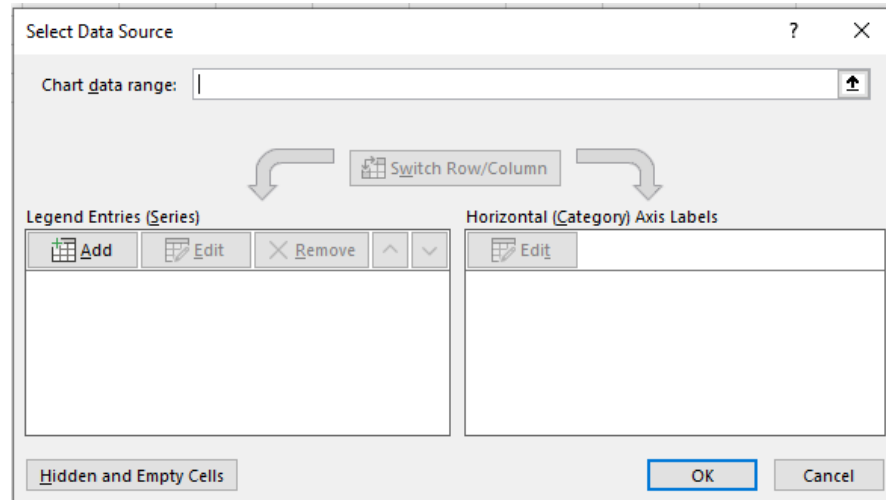 Select Data Source ?
Chart data range:
Switch Row/Column
Legend Entries (Series)
Add Edit Remove
Horizontal (Category) Axis Labels
Edit
Hidden and Empty Cells
OK Cancel